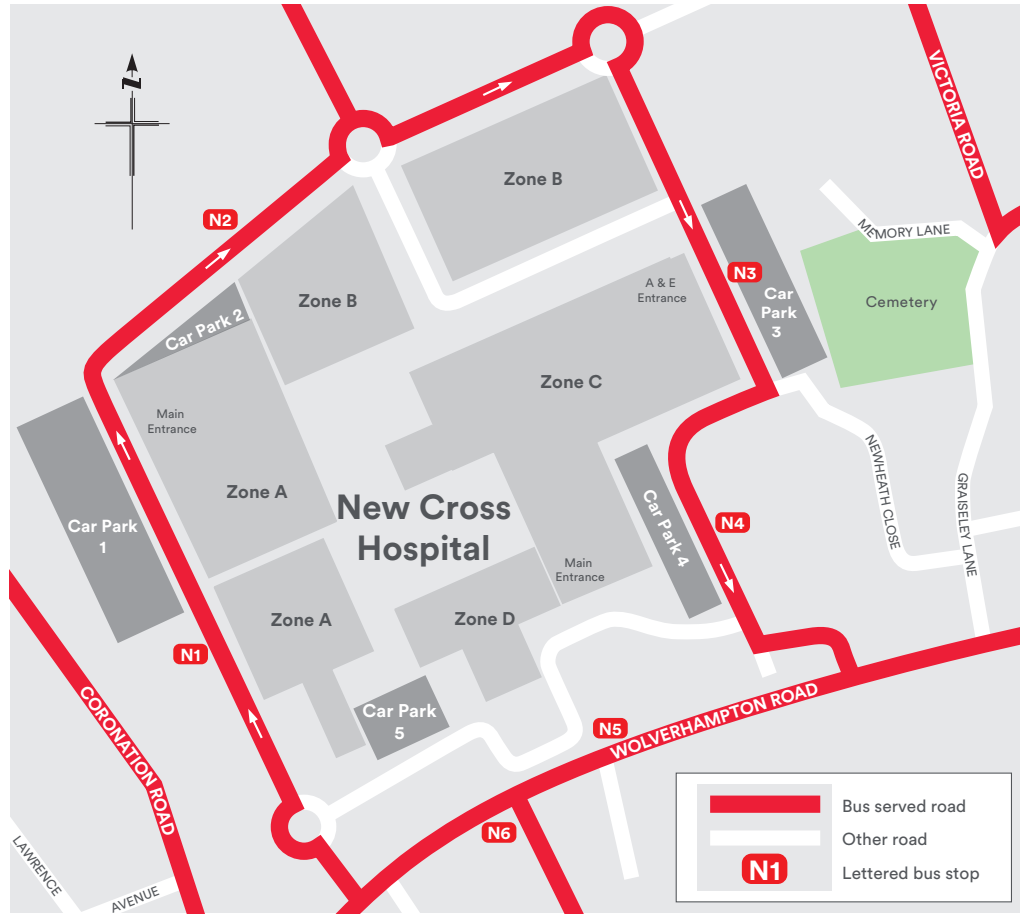 N
VICTORIA ROAD
Zone B
N2
MEMORY LANE
A & E
Entrance
N3
Car
Park
3
Cemetery
Zone B
Car Park 2
Zone C
Main
Entrance
Zone A
New Cross
Hospital
Car Park
1
Car Park 4
N4
NEWHEATH CLOSE
GRAISELEY LANE
Main
Entrance
Zone A
Zone D
N1
CORONATION ROAD
Car Park
5
N5
WOLVERHAMPTON ROAD
N6
LAWRENCE
AVENUE
Bus served road
Other road
N1
Lettered bus stop